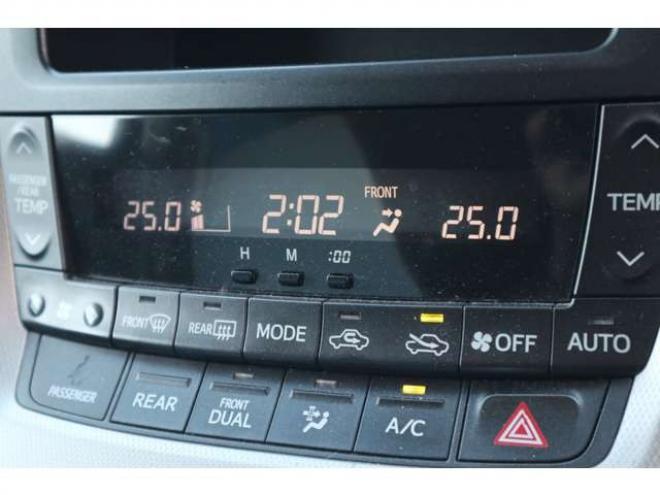 PASSENGER
/REAR
TEMP
TEMP
FRONT
25.0 2:02 25.0
H M :00
FRONT REAR MODE OFF AUTO
PASSENGER REAR FRONT
DUAL A/C